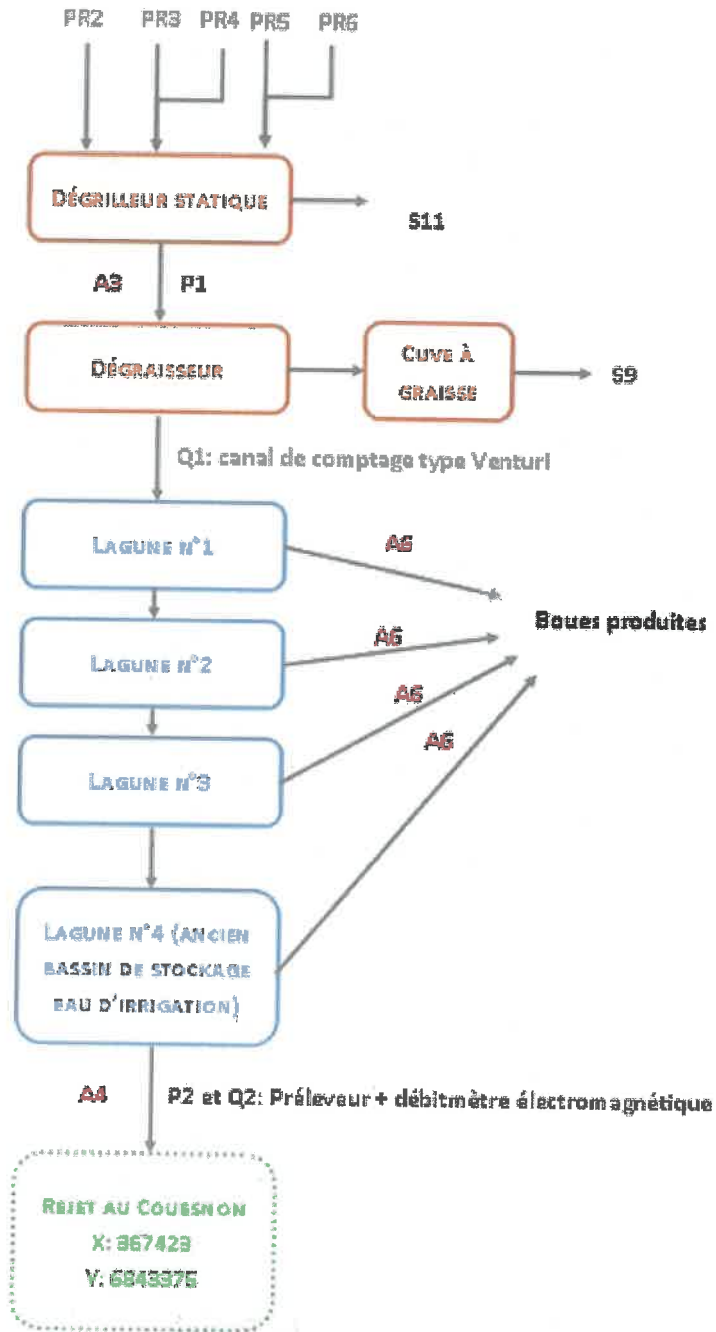 PR2 PR3 PR4 PR5 PR6
DÉGRILLEUR STATIQUE
S11
A3 P1
DÉGRAISSEUR
CUVE À
GRAISSE
S9
Q1: canal de comptage type Venturi
LAGUNE N°1
A6
Boues produites
LAGUNE N°2
A6
A6
A6
LAGUNE N°3
LAGUNE N°4 (ANCIEN
BASSIN DE STOCKAGE
EAU D'IRRIGATION)
A4 P2 et Q2: Préleveur + débitmètre électromagnétique
REJET AU COUESNON
X: 367423
Y: 6843375